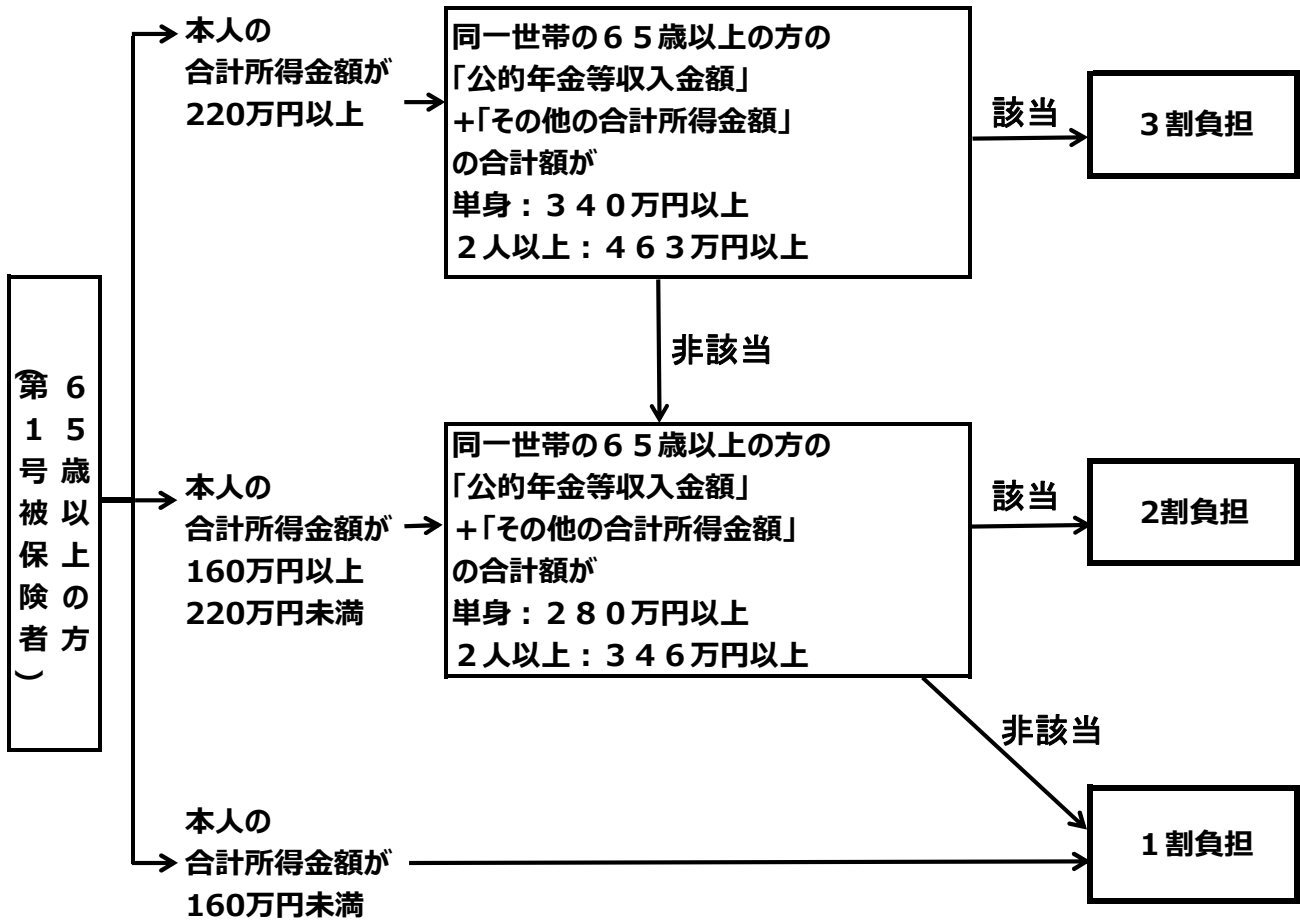 65歳以上の方
(第1号被保険者)
本人の
合計所得金額が
220万円以上
同一世帯の65歳以上の方の
「公的年金等収入金額」
+「その他の合計所得金額」
の合計額が
単身:340万円以上
2人以上:463万円以上
該当
3割負担
非該当
本人の
合計所得金額が
160万円以上
220万円未満
同一世帯の65歳以上の方の
「公的年金等収入金額」
+「その他の合計所得金額」
の合計額が
単身:280万円以上
2人以上:346万円以上
該当
2割負担
非該当
本人の
合計所得金額が
160万円未満
1割負担